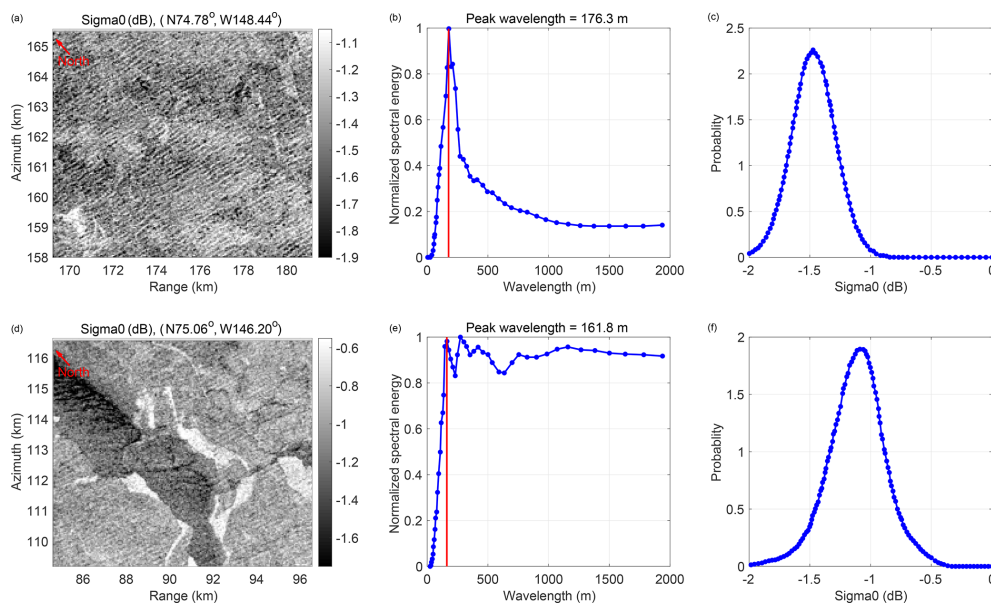 (a) Sigma0 (dB), ( N74.78°, W148.44°)
North
Azimuth (km)
165
164
163
162
161
160
159
158
170 172 174 176 178 180
Range (km)
-1.1
-1.2
-1.3
-1.4
-1.5
-1.6
-1.7
-1.8
-1.9
(b) Peak wavelength = 176.3 m
Normalized spectral energy
1
0.8
0.6
0.4
0.2
0
0 500 1000 1500 2000
Wavelength (m)
(c)
Probablity
2.5
2
1.5
1
0.5
0
-2 -1.5 -1 -0.5 0
Sigma0 (dB)
(d) Sigma0 (dB), ( N75.06°, W146.20°)
North
Azimuth (km)
116
115
114
113
112
111
110
86 88 90 92 94 96
Range (km)
-0.6
-0.8
-1
-1.2
-1.4
-1.6
(e) Peak wavelength = 161.8 m
Normalized spectral energy
1
0.8
0.6
0.4
0.2
0
0 500 1000 1500 2000
Wavelength (m)
(f)
Probablity
2
1.5
1
0.5
0
-2 -1.5 -1 -0.5 0
Sigma0 (dB)